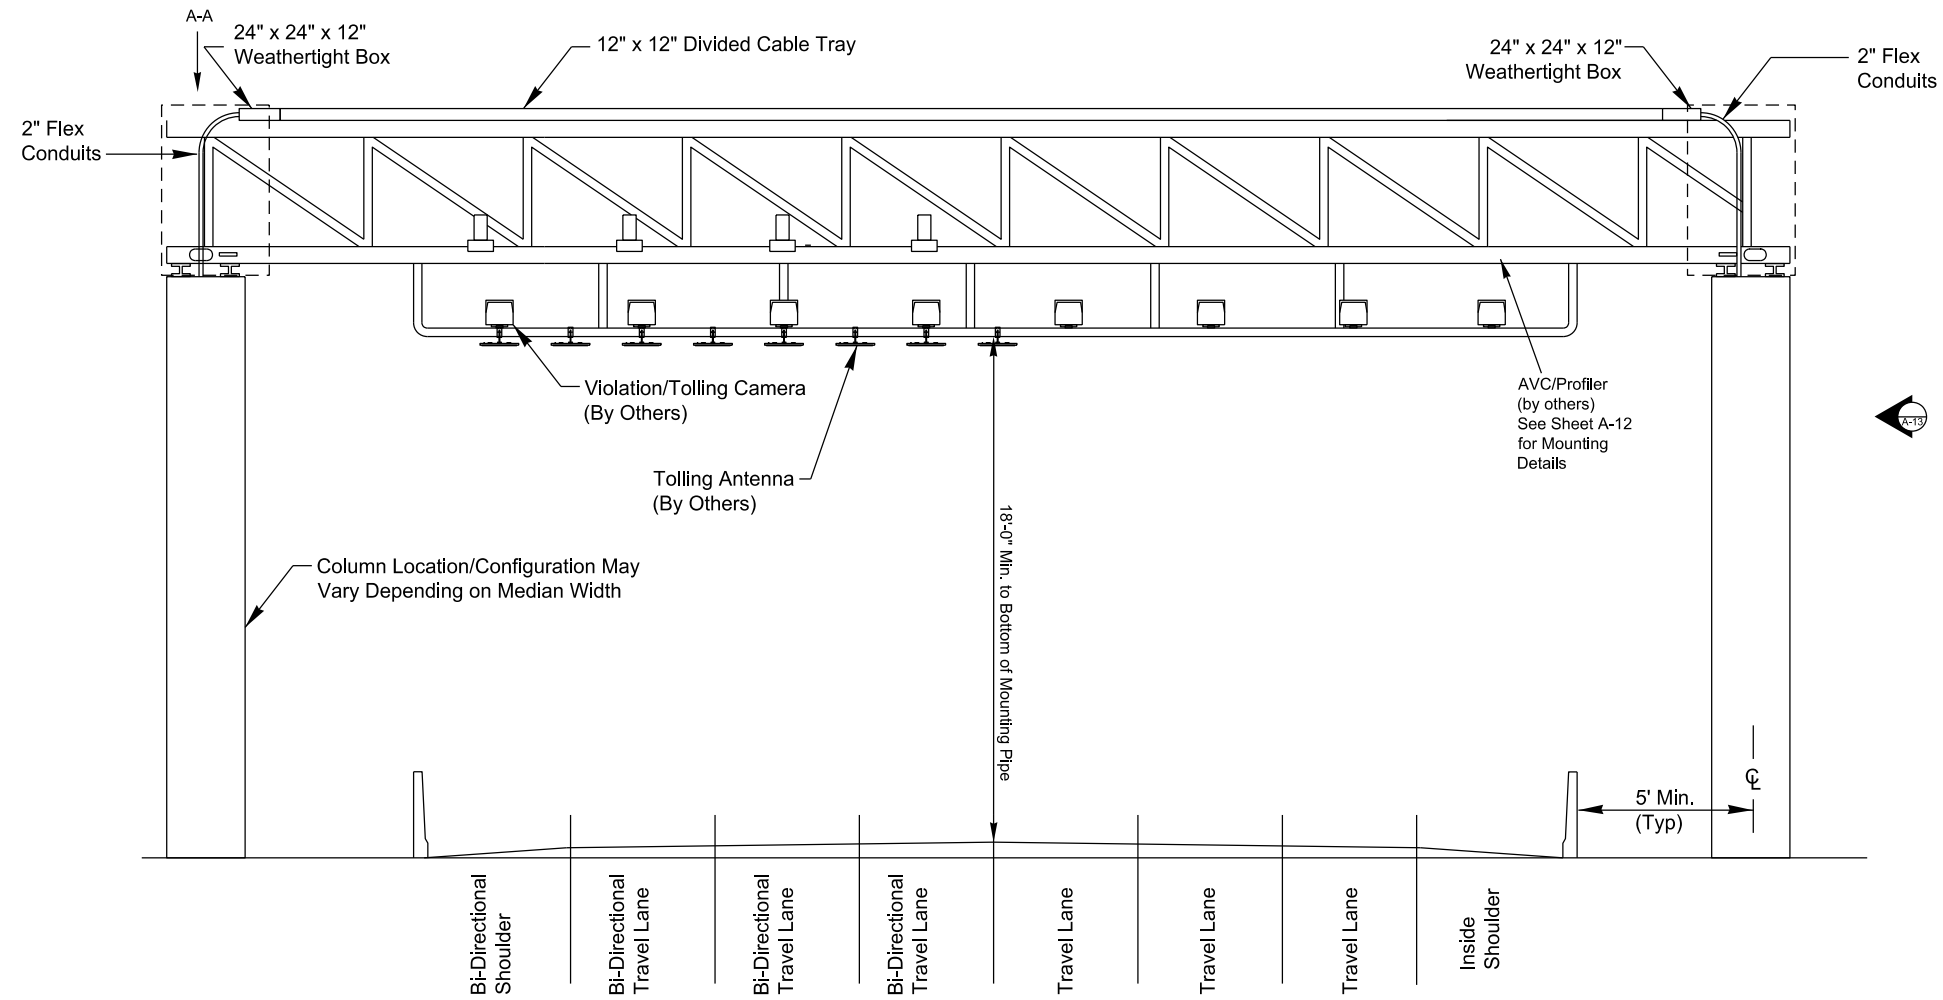 A-A
24" x 24" x 12"
Weathertight Box
12" x 12" Divided Cable Tray
24" x 24" x 12"
Weathertight Box
2" Flex
Conduits
2" Flex
Conduits
Violation/Tolling Camera
(By Others)
AVC/Profiler
(by others)
See Sheet A-12
for Mounting
Details
A-13
Tolling Antenna
(By Others)
18'-0" Min. to Bottom of Mounting Pipe
Column Location/Configuration May
Vary Depending on Median Width
℄
5' Min.
(Typ)
Bi-Directional
Shoulder
Bi-Directional
Travel Lane
Bi-Directional
Travel Lane
Bi-Directional
Travel Lane
Travel Lane
Travel Lane
Travel Lane
Inside
Shoulder